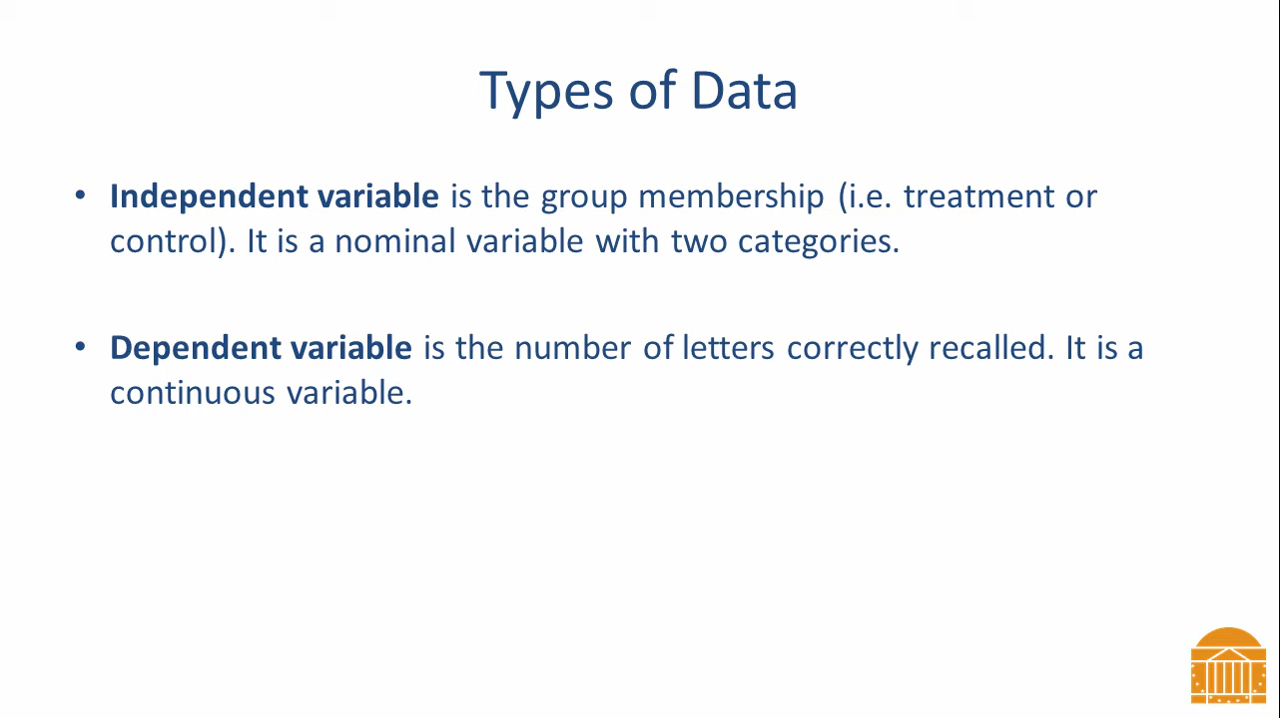 Types of Data
• Independent variable is the group membership (i.e. treatment or
control). It is a nominal variable with two categories.
• Dependent variable is the number of letters correctly recalled. It is a
continuous variable.